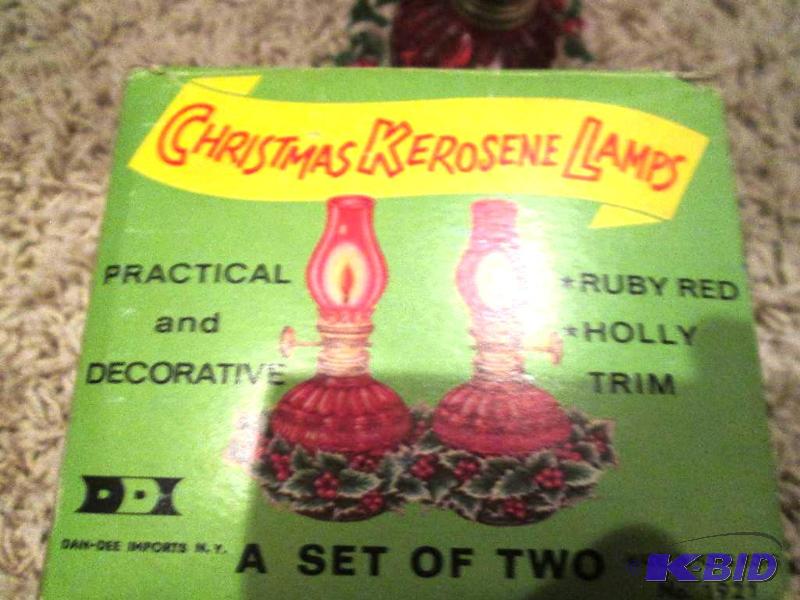 CHRISTMAS KEROSENE LAMPS
PRACTICAL
and
DECORATIVE
*RUBY RED
*HOLLY
TRIM
DDI
DAN-DEE IMPORTS N.Y.
A SET OF TWO
K-BID